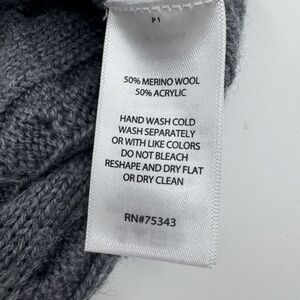 P1
50% MERINO WOOL
50% ACRYLIC
HAND WASH COLD
WASH SEPARATELY
OR WITH LIKE COLORS
DO NOT BLEACH
RESHAPE AND DRY FLAT
OR DRY CLEAN
RN#75343